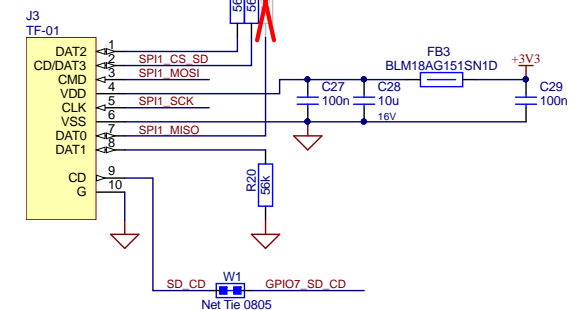 J3
TF-01
DAT2 1
CD/DAT3 2 SPI1_CS_SD
CMD 3 SPI1_MOSI
VDD 4
CLK 5 SPI1_SCK
VSS 6
DAT0 7 SPI1_MISO
DAT1 8
CD 9
G 10
56
56
FB3
BLM18AG151SN1D
+3V3
C27
100n
C28
10u
16V
C29
100n
R20
56k
W1
SD_CD GPIO7_SD_CD
Net Tie 0805